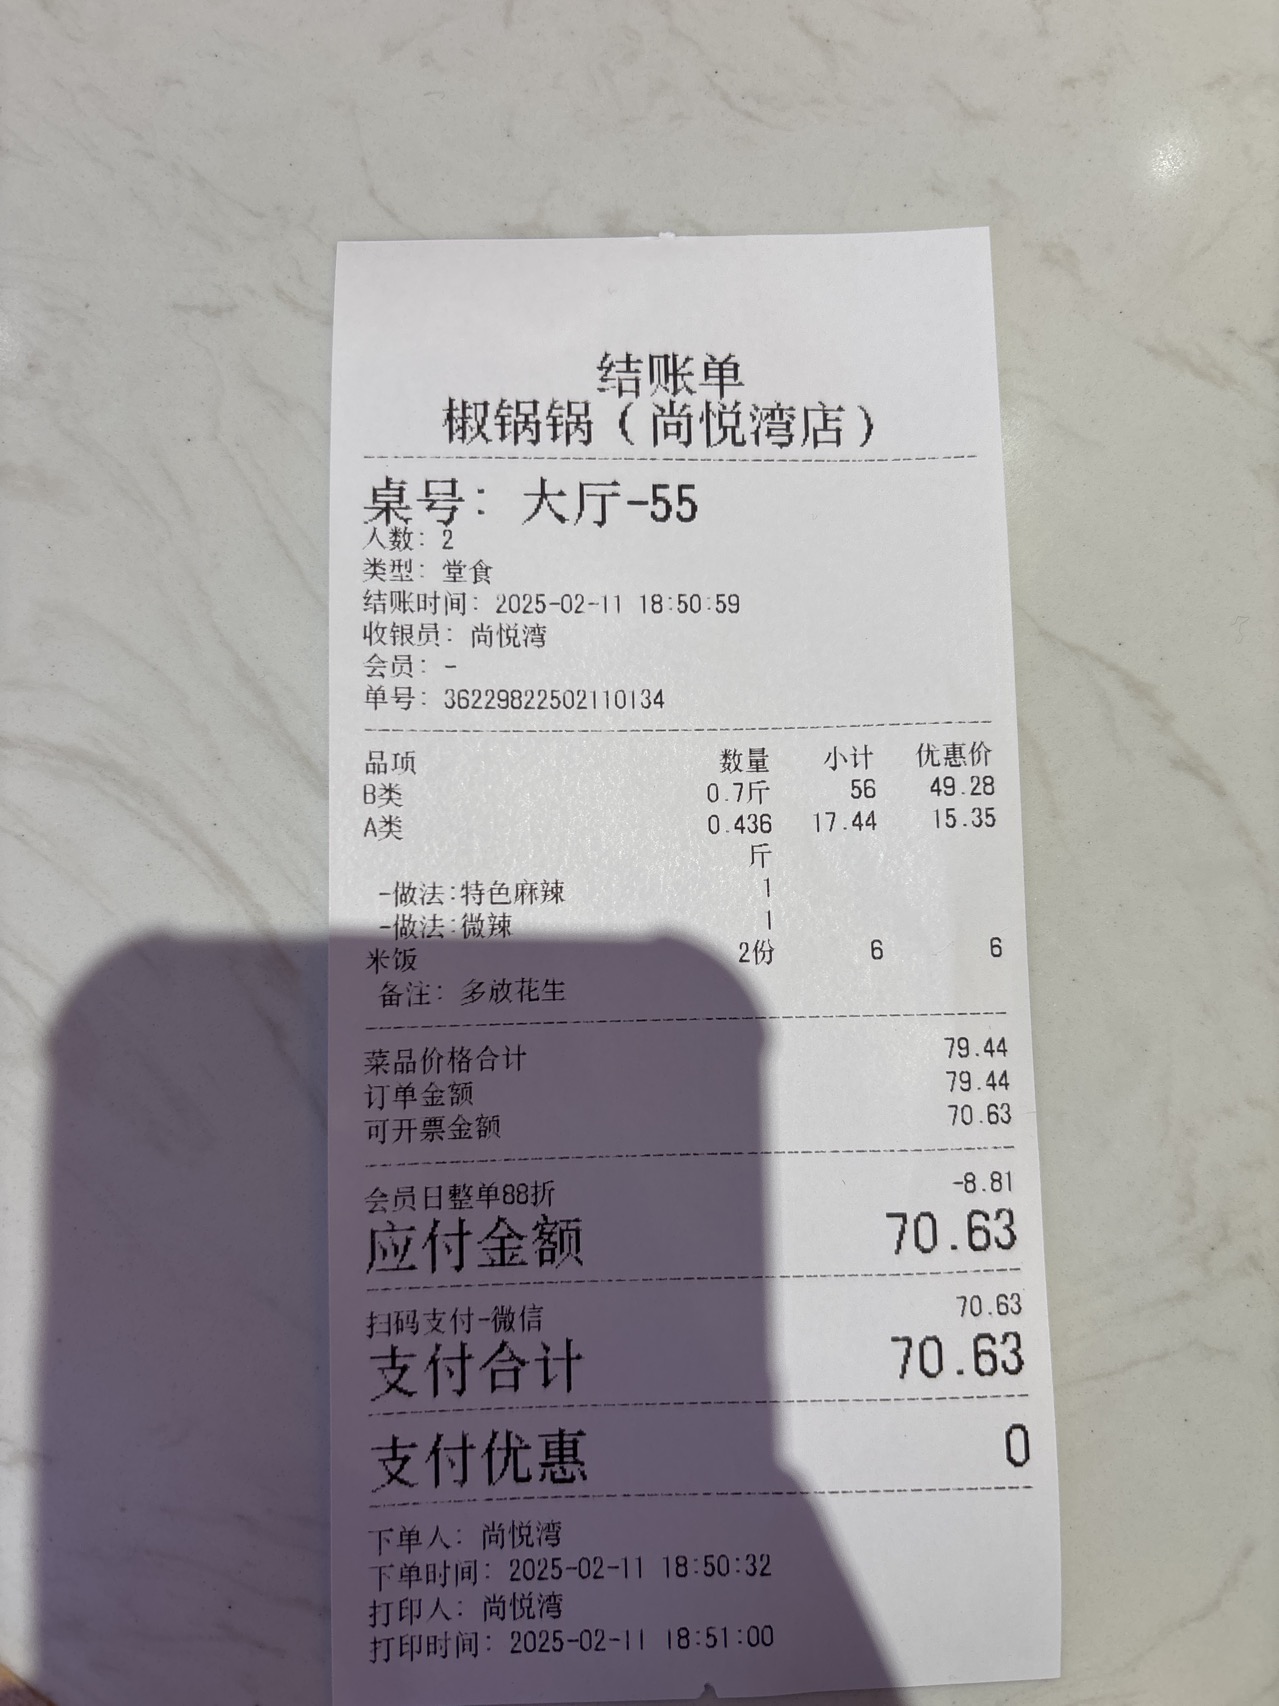 结账单
椒锅锅（尚悦湾店）
桌号：大厅-55
人数：2
类型：堂食
结账时间：2025-02-11 18:50:59
收银员：尚悦湾
会员：-
单号：36229822502110134
品项 数量 小计 优惠价
B类 0.7斤 56 49.28
A类 0.436 17.44 15.35
斤
-做法:特色麻辣 1
-做法:微辣 1
米饭 2份 6 6
备注：多放花生
菜品价格合计 79.44
订单金额 79.44
可开票金额 70.63
会员日整单88折 -8.81
应付金额 70.63
扫码支付-微信 70.63
支付合计 70.63
支付优惠 0
下单人：尚悦湾
下单时间：2025-02-11 18:50:32
打印人：尚悦湾
打印时间：2025-02-11 18:51:00